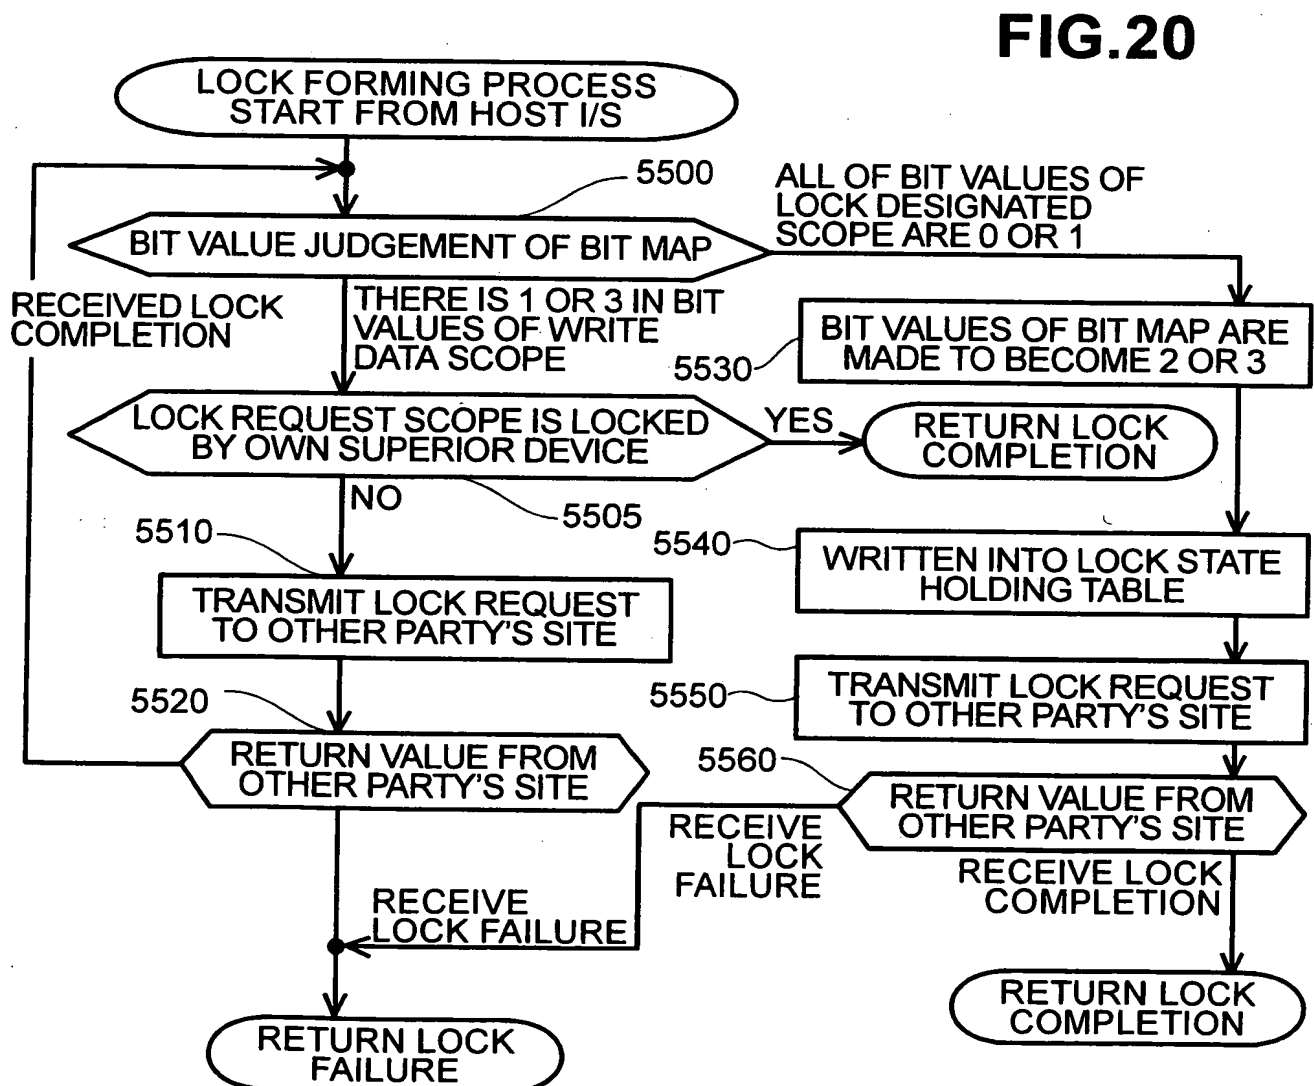 FIG.20
LOCK FORMING PROCESS
START FROM HOST I/S
5500
ALL OF BIT VALUES OF
LOCK DESIGNATED
SCOPE ARE 0 OR 1
BIT VALUE JUDGEMENT OF BIT MAP
RECEIVED LOCK
COMPLETION
THERE IS 1 OR 3 IN BIT
VALUES OF WRITE
DATA SCOPE
5530
BIT VALUES OF BIT MAP ARE
MADE TO BECOME 2 OR 3
LOCK REQUEST SCOPE IS LOCKED
BY OWN SUPERIOR DEVICE
YES
RETURN LOCK
COMPLETION
NO
5505
5510
TRANSMIT LOCK REQUEST
TO OTHER PARTY'S SITE
5540
WRITTEN INTO LOCK STATE
HOLDING TABLE
5520
RETURN VALUE FROM
OTHER PARTY'S SITE
5550
TRANSMIT LOCK REQUEST
TO OTHER PARTY'S SITE
5560
RETURN VALUE FROM
OTHER PARTY'S SITE
RECEIVE
LOCK
FAILURE
RECEIVE LOCK
COMPLETION
RECEIVE
LOCK FAILURE
RETURN LOCK
FAILURE
RETURN LOCK
COMPLETION